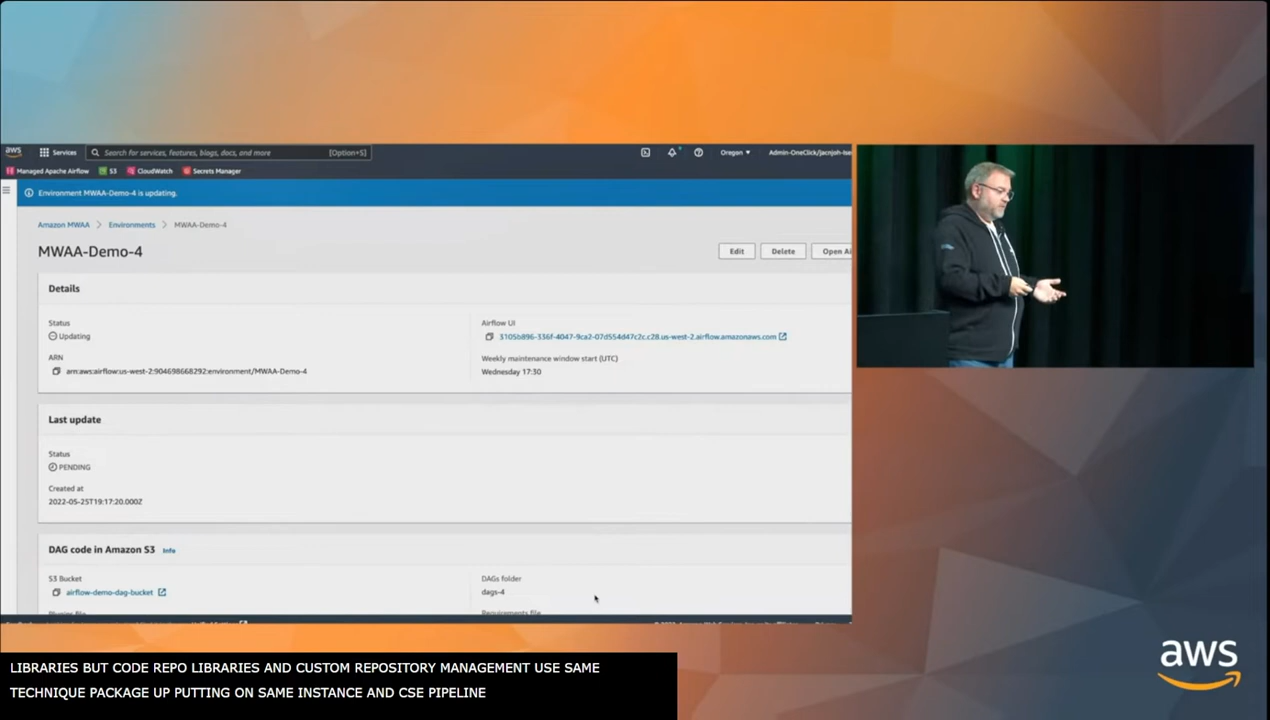 aws Services Search for services, features, blogs, docs, and more [Option+S] Oregon ▾
Managed Apache Airflow S3 CloudWatch Secrets Manager
Environment MWAA-Demo-4 is updating.
Amazon MWAA > Environments > MWAA-Demo-4
MWAA-Demo-4
Edit Delete Open Ai
Details
Status
Updating
ARN
arn:aws:airflow:us-west-2:904698668292:environment/MWAA-Demo-4
Airflow UI
Weekly maintenance window start (UTC)
Wednesday 17:30
Last update
Status
PENDING
Created at
2022-05-25T19:17:20.000Z
DAG code in Amazon S3 Info
S3 Bucket
airflow-demo-dag-bucket
DAGs folder
dags-4
Requirements file
LIBRARIES BUT CODE REPO LIBRARIES AND CUSTOM REPOSITORY MANAGEMENT USE SAME
TECHNIQUE PACKAGE UP PUTTING ON SAME INSTANCE AND CSE PIPELINE
aws